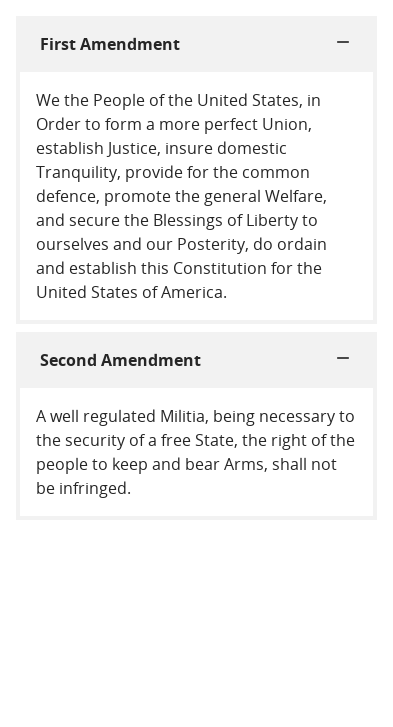 First Amendment
We the People of the United States, in
Order to form a more perfect Union,
establish Justice, insure domestic
Tranquility, provide for the common
defence, promote the general Welfare,
and secure the Blessings of Liberty to
ourselves and our Posterity, do ordain
and establish this Constitution for the
United States of America.
Second Amendment
A well regulated Militia, being necessary to
the security of a free State, the right of the
people to keep and bear Arms, shall not
be infringed.